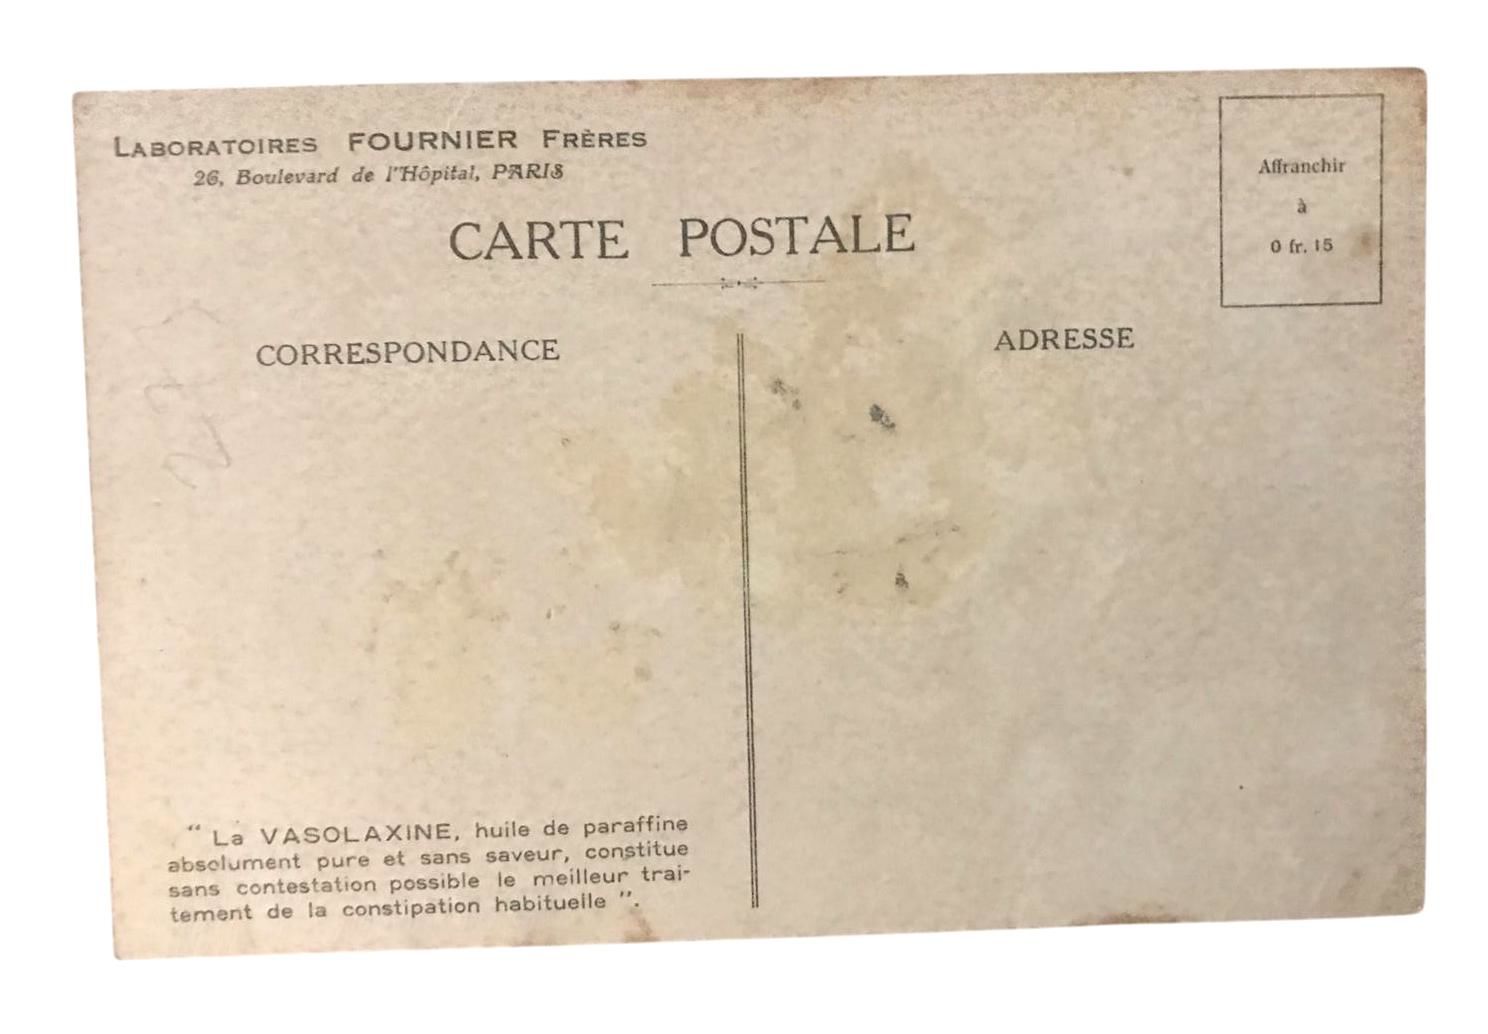 LABORATOIRES FOURNIER FRÈRES
26, Boulevard de l'Hôpital, PARIS
CARTE POSTALE
Affranchir
à
0 fr. 15
CORRESPONDANCE
ADRESSE
“ La VASOLAXINE, huile de paraffine
absolument pure et sans saveur, constitue
sans contestation possible le meilleur trai-
tement de la constipation habituelle ”.